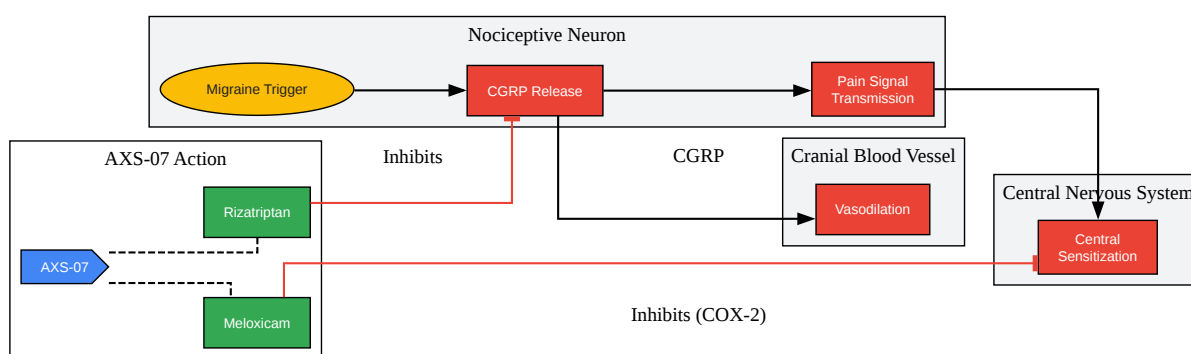 Nociceptive Neuron
Migraine Trigger
CGRP Release
Pain Signal
Transmission
AXS-07 Action
Inhibits
CGRP
Cranial Blood Vessel
Rizatriptan
Vasodilation
Central Nervous System
Central
Sensitization
AXS-07
Meloxicam
Inhibits (COX-2)